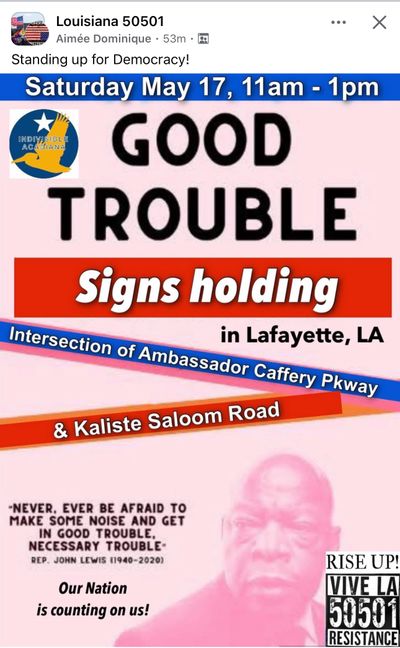 Louisiana 50501
Aimée Dominique · 53m ·
Standing up for Democracy!
Saturday May 17, 11am - 1pm
INDIVISIBLE
ACADIANA
GOOD
TROUBLE
Signs holding
in Lafayette, LA
Intersection of Ambassador Caffery Pkway
& Kaliste Saloom Road
"NEVER, EVER BE AFRAID TO
MAKE SOME NOISE AND GET
IN GOOD TROUBLE,
NECESSARY TROUBLE"
REP. JOHN LEWIS (1940-2020)
Our Nation
is counting on us!
RISE UP!
VIVE LA
50501
RESISTANCE